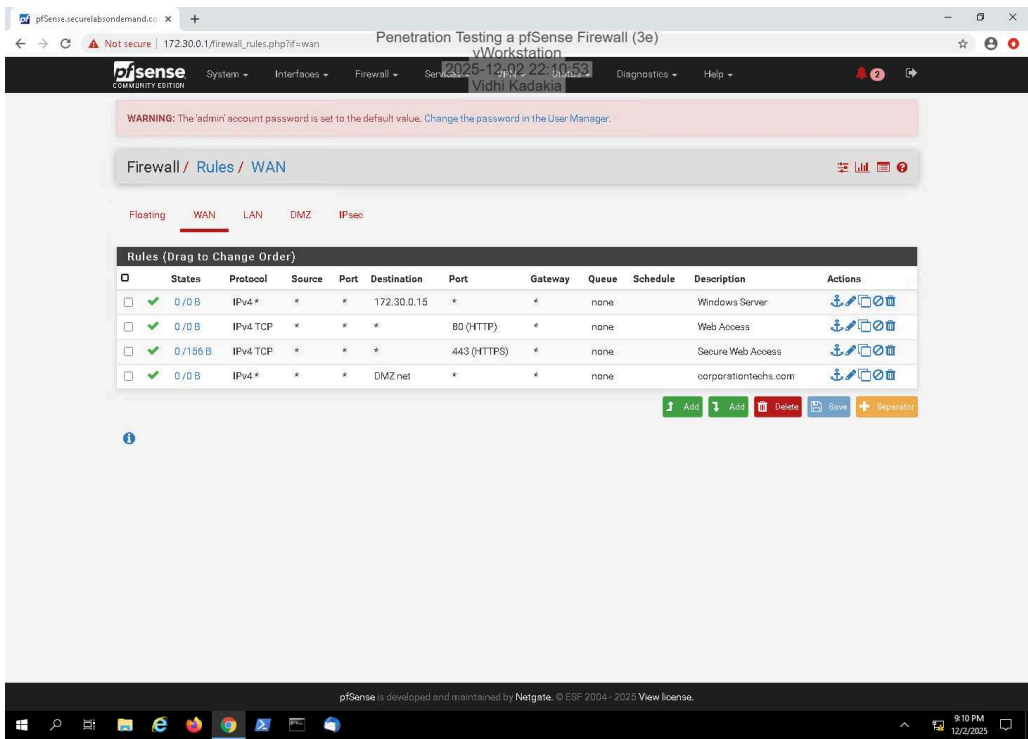 pfSense.securelabsondemand.co
Not secure | 172.30.0.1/firewall_rules.php?if=wan
Penetration Testing a pfSense Firewall (3e)
vWorkstation
2025-12-02 22:10:53
Vidhi Kadakia
pfsense
COMMUNITY EDITION
System Interfaces Firewall Services VPN Status Diagnostics Help 2
WARNING: The 'admin' account password is set to the default value. Change the password in the User Manager.
Firewall / Rules / WAN
Floating WAN LAN DMZ IPsec
Rules (Drag to Change Order)
States Protocol Source Port Destination Port Gateway Queue Schedule Description Actions
0/0 B IPv4 * * * 172.30.0.15 * * none Windows Server
0/0 B IPv4 TCP * * * 80 (HTTP) * none Web Access
0/156 B IPv4 TCP * * * 443 (HTTPS) * none Secure Web Access
0/0 B IPv4 * * * DMZ net * * none corporationtechs.com
Add Add Delete Save Separator
pfSense is developed and maintained by Netgate. © ESF 2004 - 2025 View license.
9:10 PM
12/2/2025